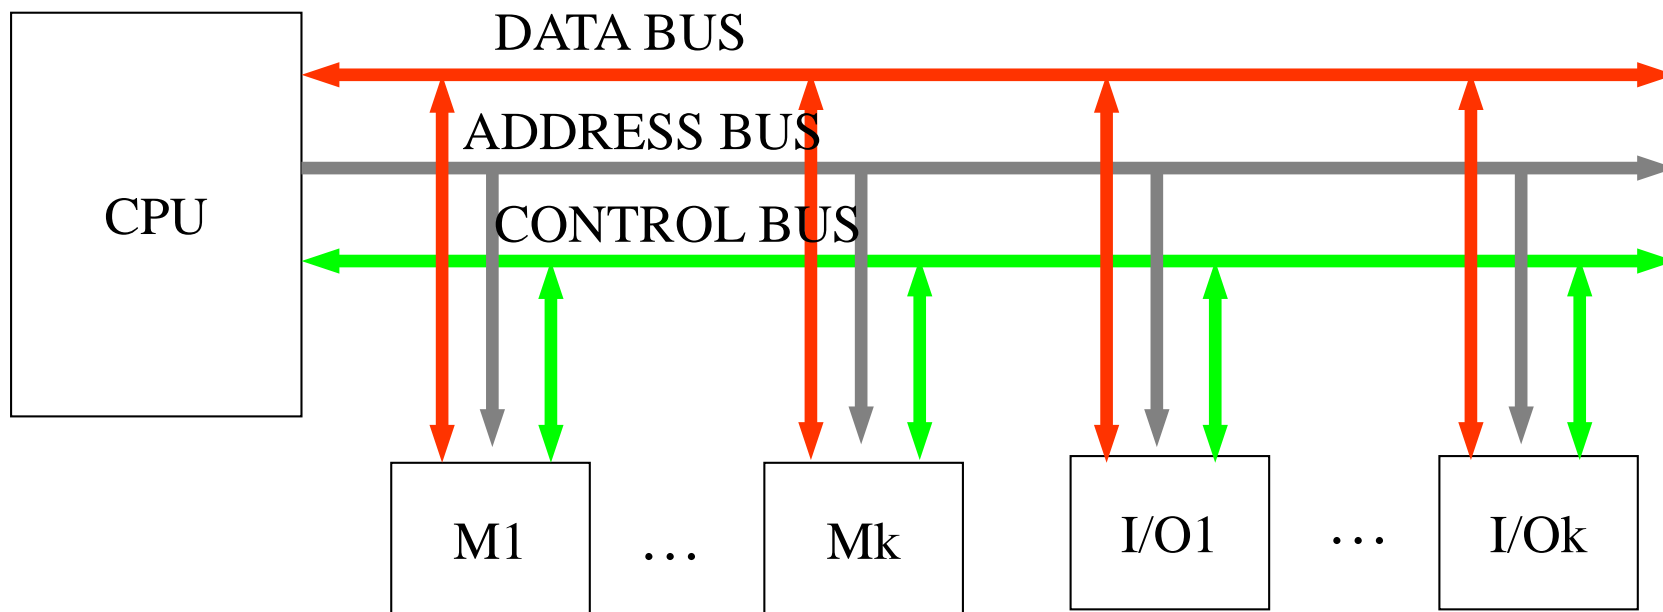 DATA BUS
ADDRESS BUS
CPU
CONTROL BUS
M1 ... Mk I/O1 ... I/Ok